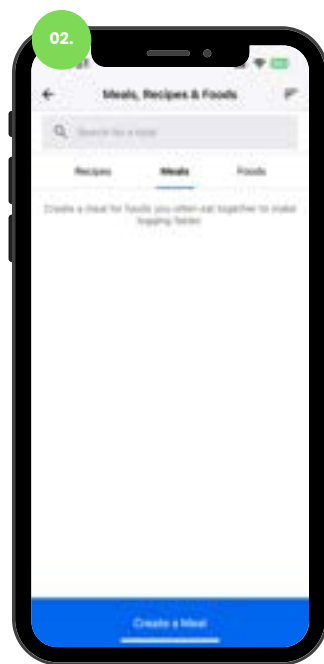 02.
Meals, Recipes & Foods
Search for a meal
Recipes Meals Foods
Create a meal for foods you often eat together to make
logging faster.
Create a Meal